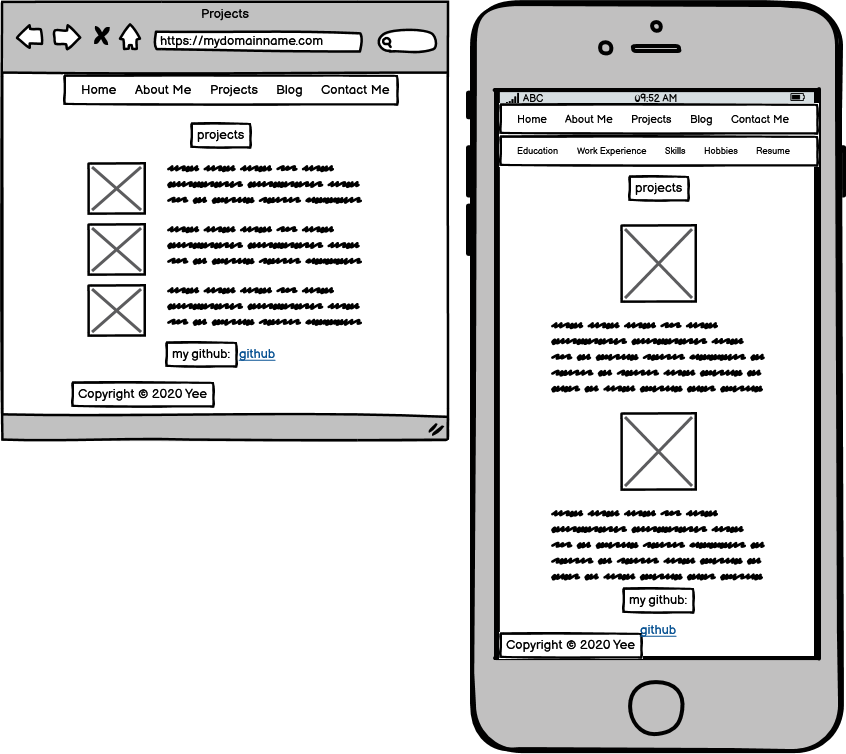 Projects
https://mydomainname.com
Home About Me Projects Blog Contact Me
projects
my github: github
Copyright © 2020 Yee
ABC 09:52 AM
Home About Me Projects Blog Contact Me
Education Work Experience Skills Hobbies Resume
projects
my github:
github
Copyright © 2020 Yee